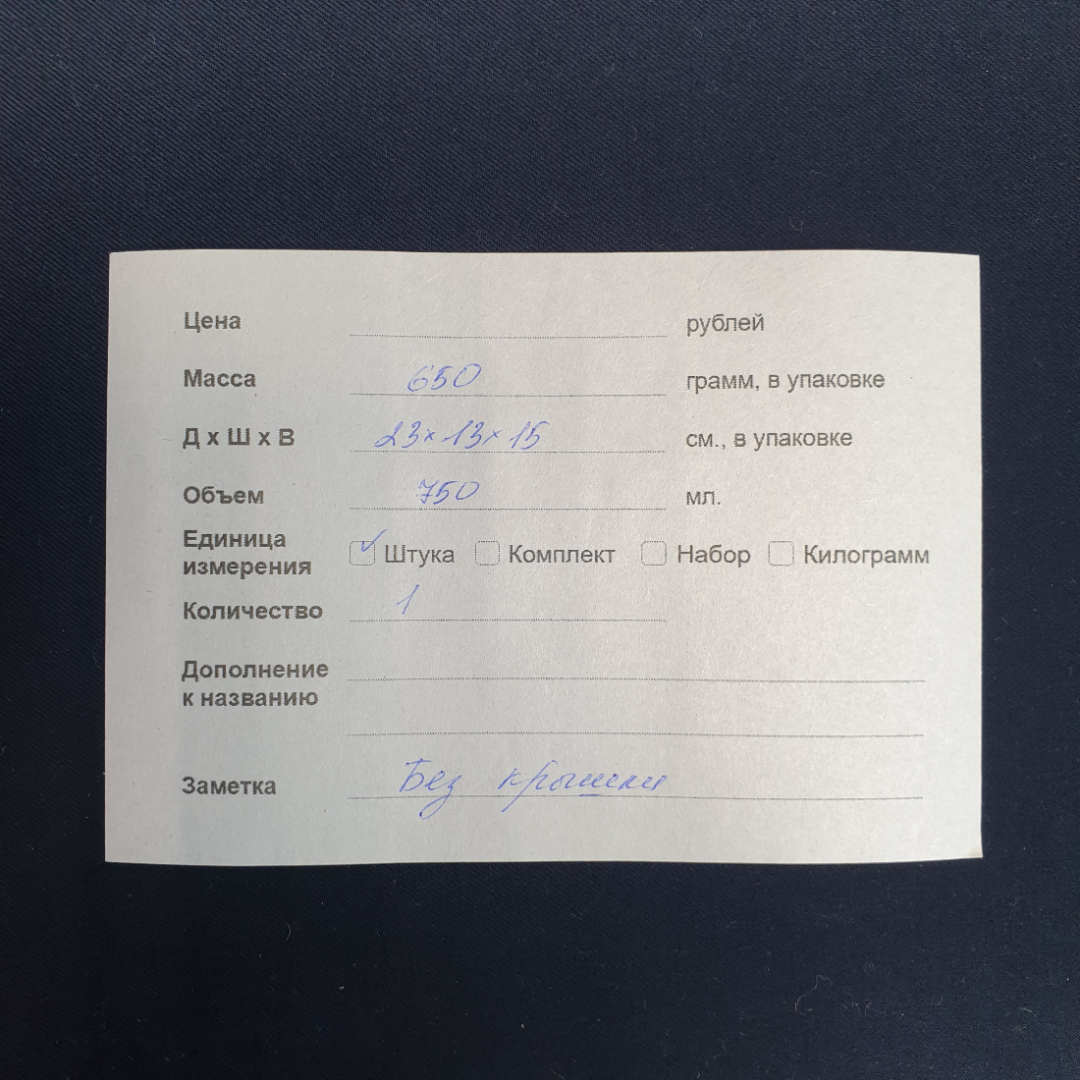 Цена рублей
Масса 650 грамм, в упаковке
Д х Ш х В 23×13×15 см., в упаковке
Объем 750 мл.
Единица измерения Штука Комплект Набор Килограмм
Количество 1
Дополнение
к названию
Заметка Без крышки